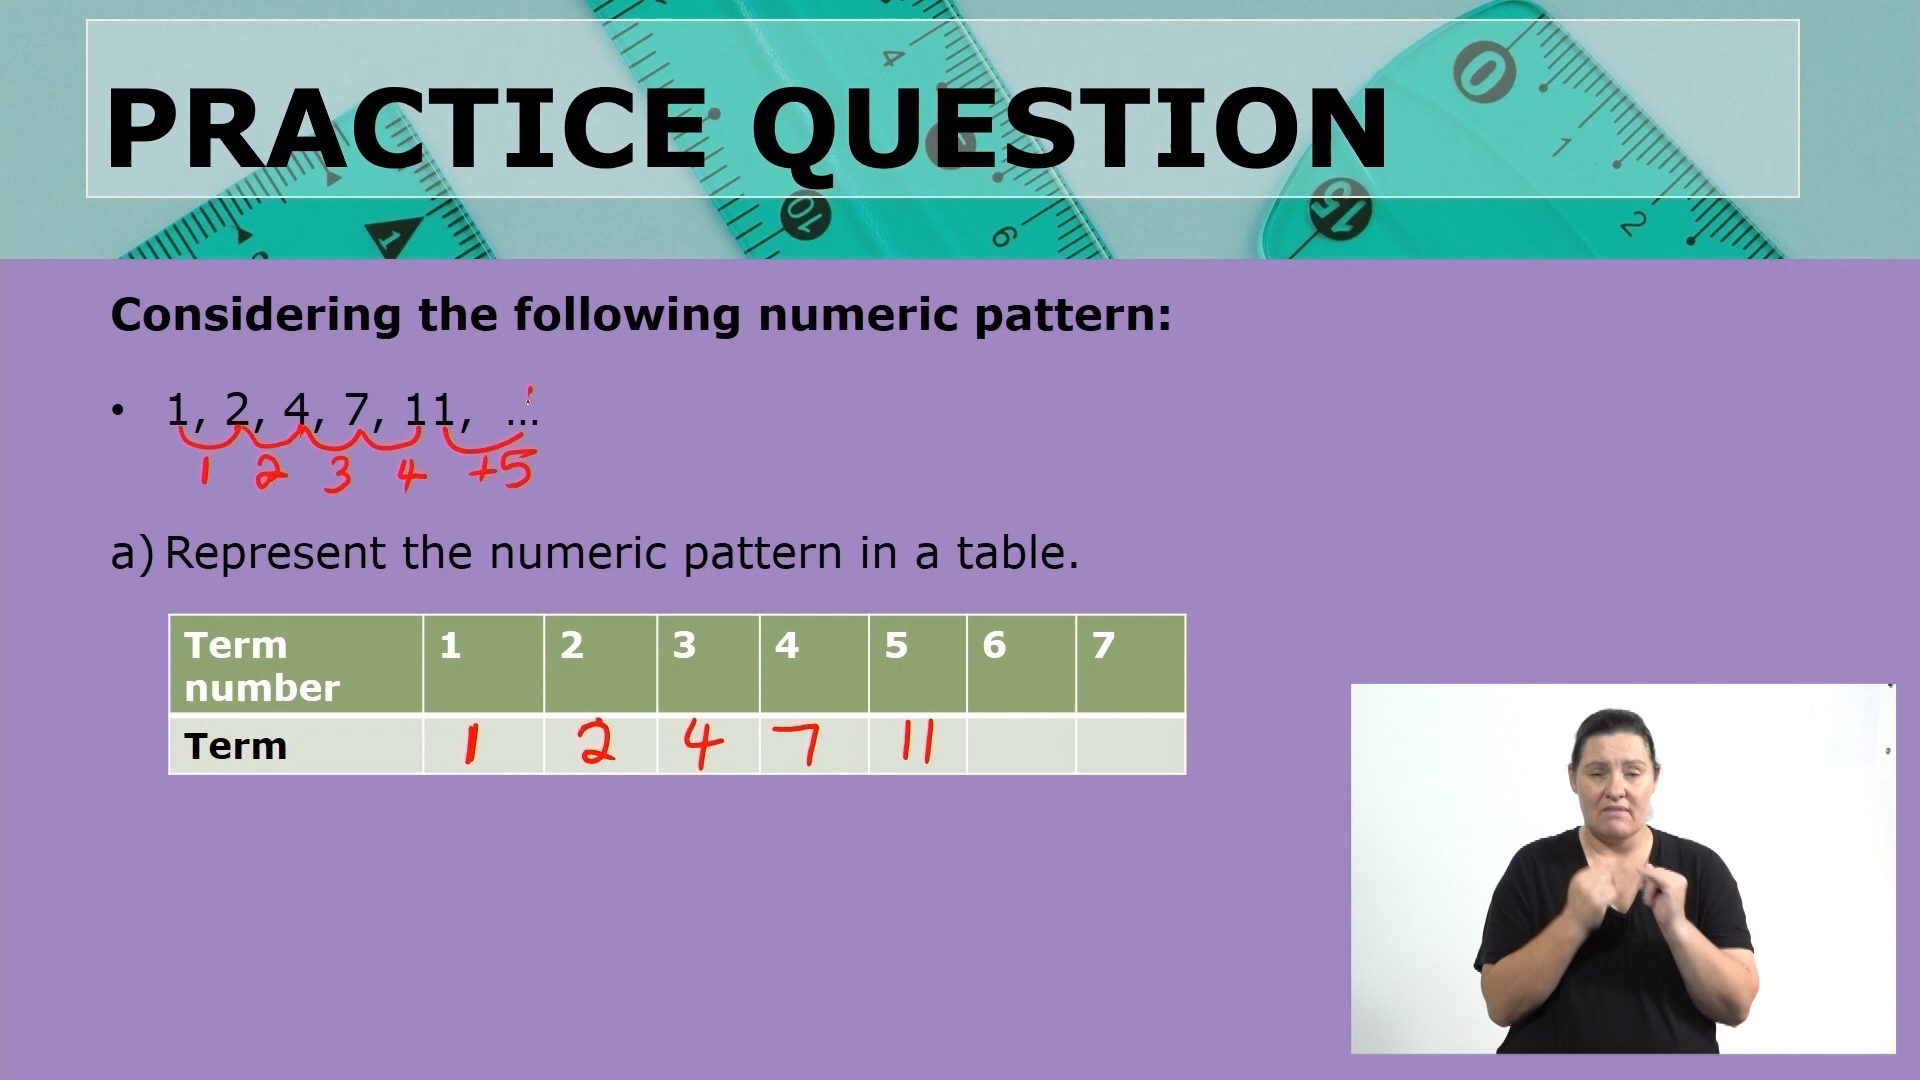 PRACTICE QUESTION
Considering the following numeric pattern:
• 1, 2, 4, 7, 11, ...
1 2 3 4 +5
a) Represent the numeric pattern in a table.
Term number 1 2 3 4 5 6 7
Term 1 2 4 7 11